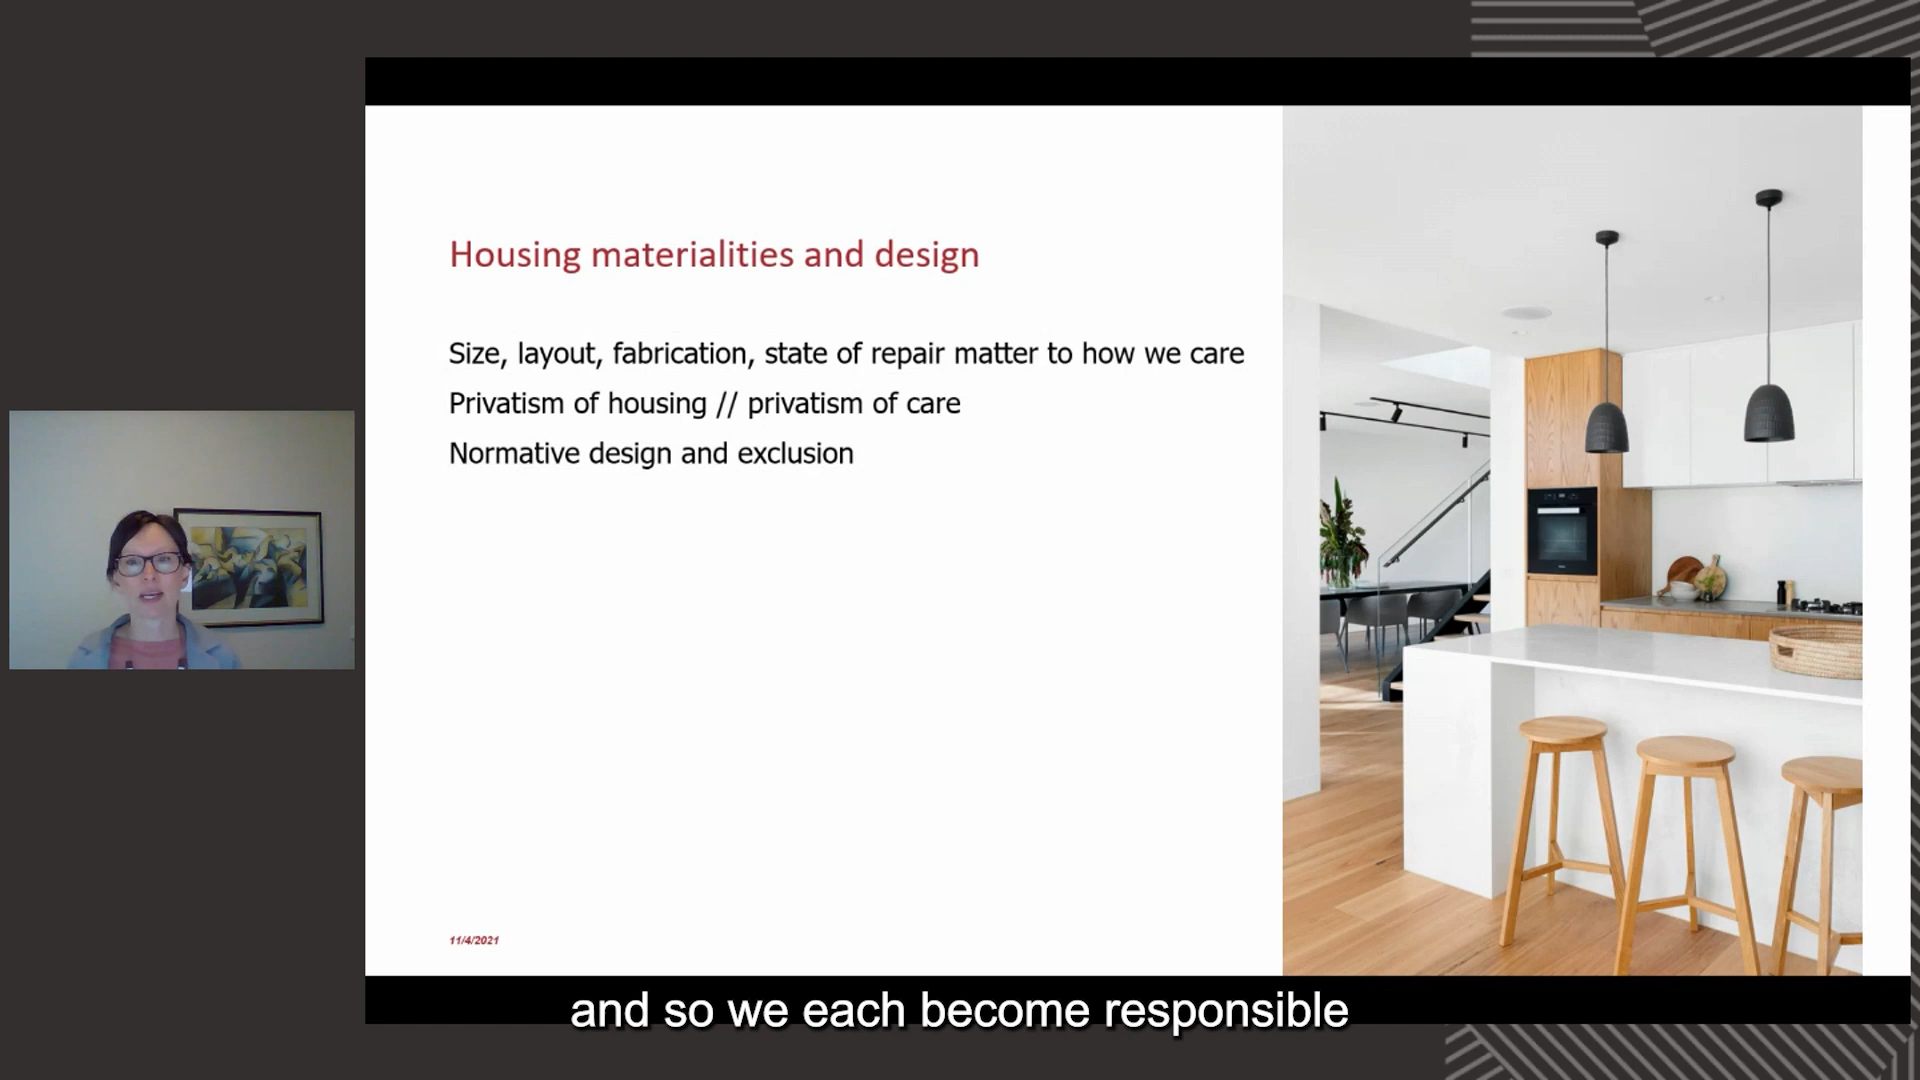 Housing materialities and design
Size, layout, fabrication, state of repair matter to how we care
Privatism of housing // privatism of care
Normative design and exclusion
11/4/2021
and so we each become responsible